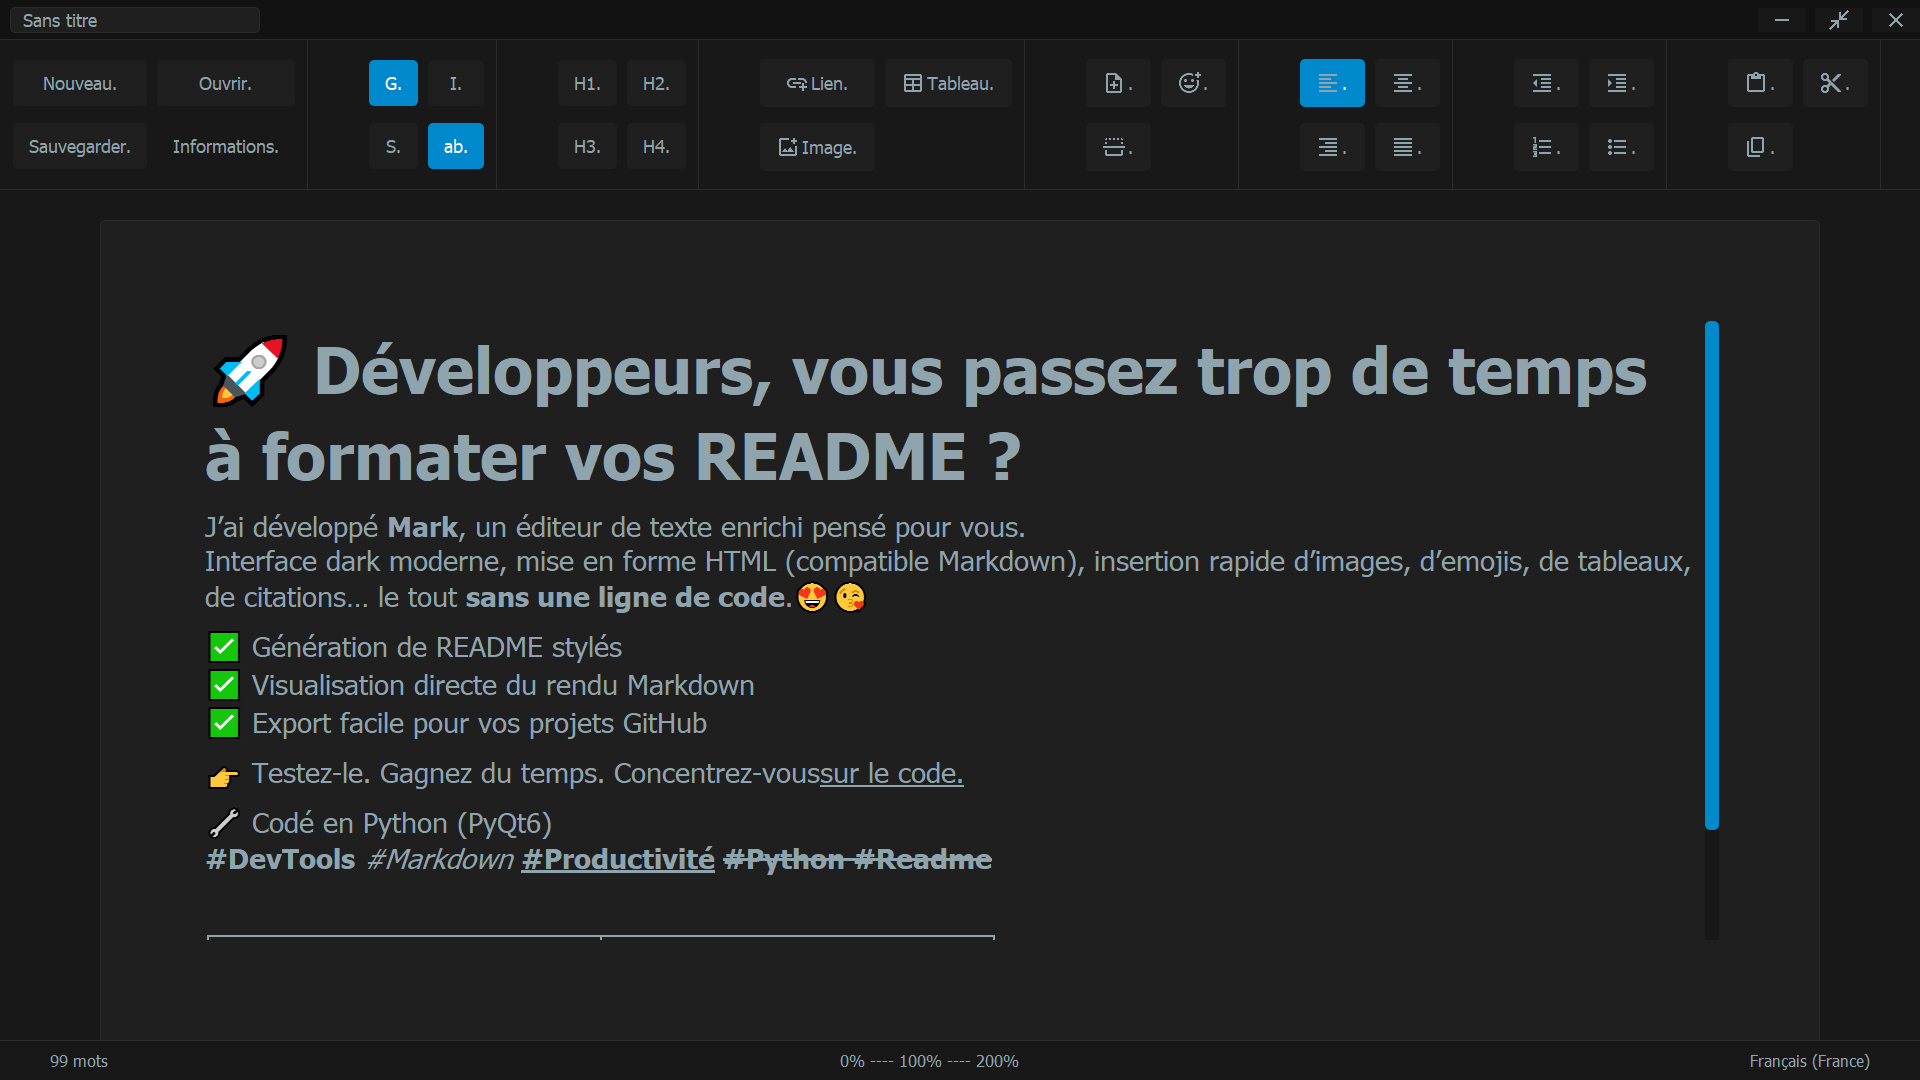 Sans titre
Nouveau. Ouvrir. G. I. H1. H2. Lien. Tableau. . . . . . . . .
Sauvegarder. Informations. S. ab. H3. H4. Image. . . . . . .
🚀 Développeurs, vous passez trop de temps
à formater vos README ?
J’ai développé Mark, un éditeur de texte enrichi pensé pour vous.
Interface dark moderne, mise en forme HTML (compatible Markdown), insertion rapide d’images, d’emojis, de tableaux,
de citations… le tout sans une ligne de code.😍😘
✅ Génération de README stylés
✅ Visualisation directe du rendu Markdown
✅ Export facile pour vos projets GitHub
👉 Testez-le. Gagnez du temps. Concentrez-voussur le code.
🔧 Codé en Python (PyQt6)
#DevTools #Markdown #Productivité #Python #Readme
99 mots 0% ---- 100% ---- 200% Français (France)